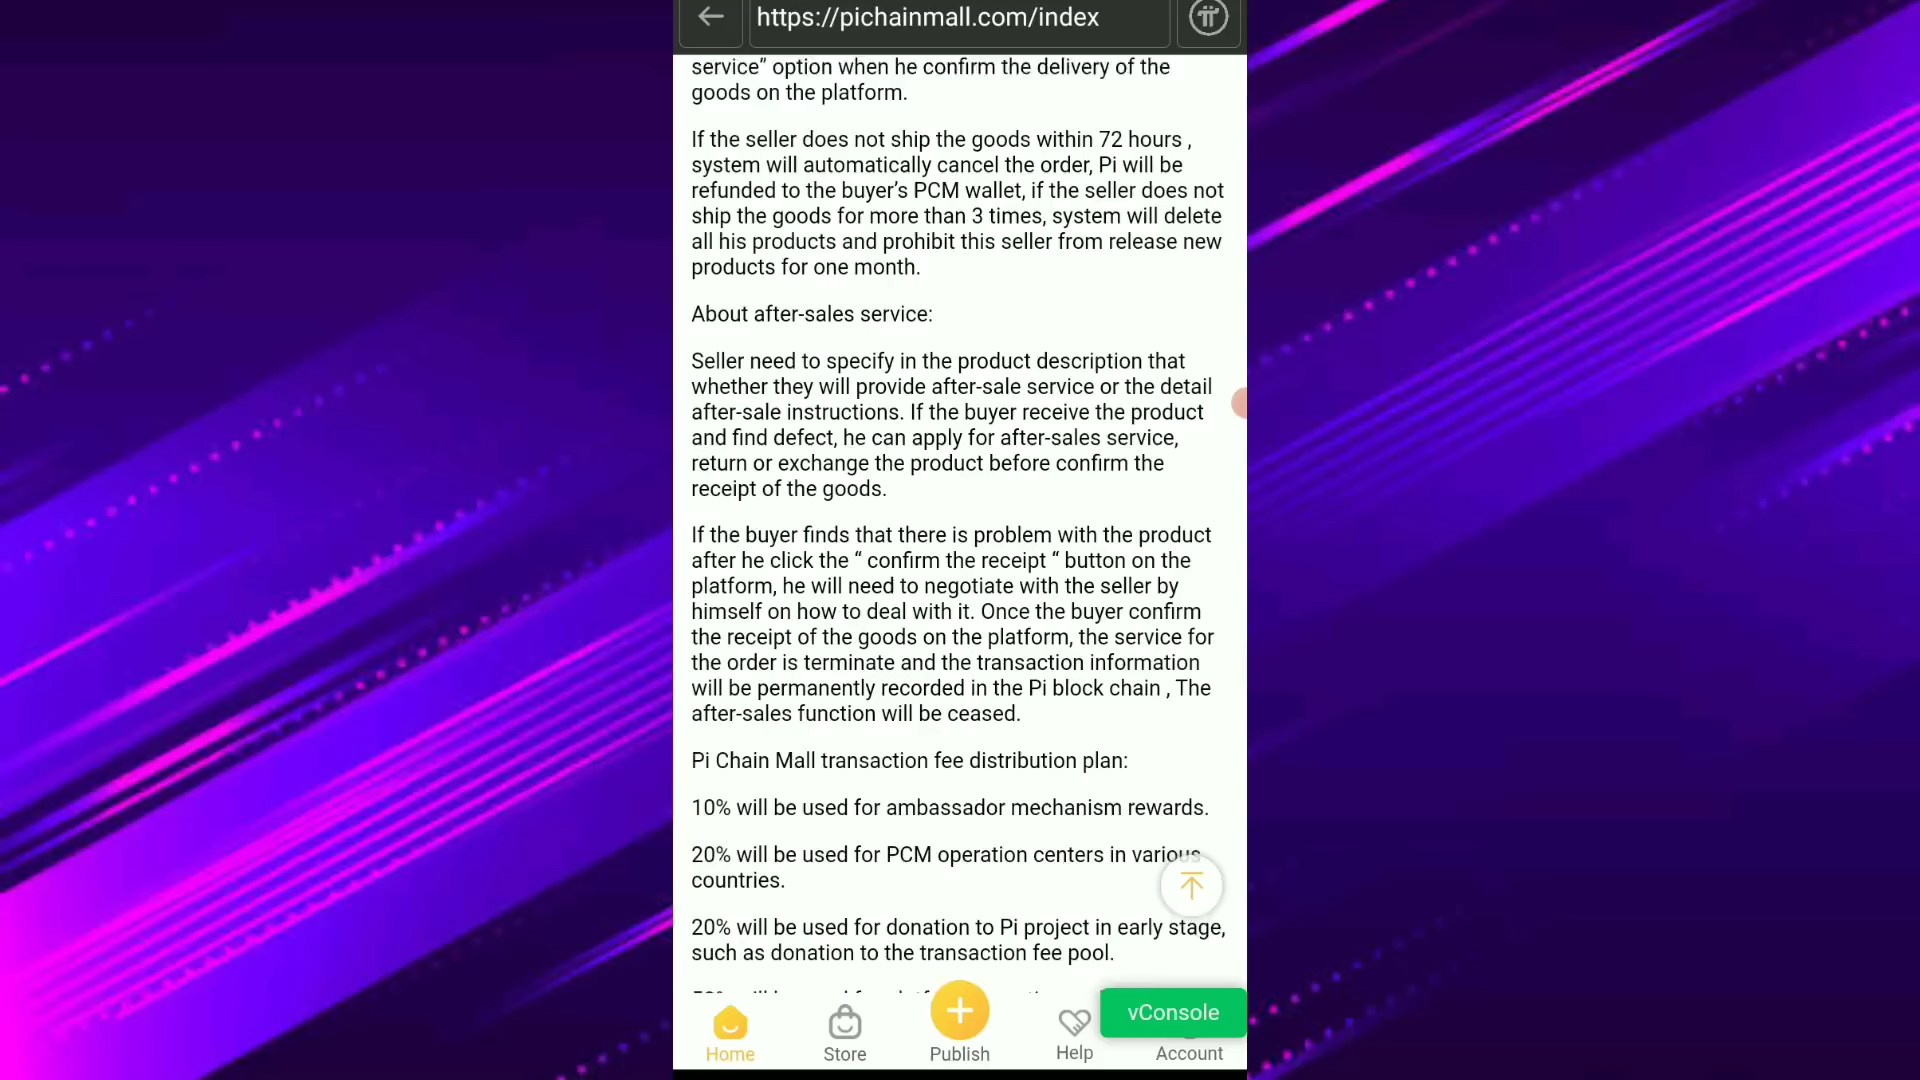 https://pichainmall.com/index
service” option when he confirm the delivery of the
goods on the platform.
If the seller does not ship the goods within 72 hours ,
system will automatically cancel the order, Pi will be
refunded to the buyer’s PCM wallet, if the seller does not
ship the goods for more than 3 times, system will delete
all his products and prohibit this seller from release new
products for one month.
About after-sales service:
Seller need to specify in the product description that
whether they will provide after-sale service or the detail
after-sale instructions. If the buyer receive the product
and find defect, he can apply for after-sales service,
return or exchange the product before confirm the
receipt of the goods.
If the buyer finds that there is problem with the product
after he click the “ confirm the receipt “ button on the
platform, he will need to negotiate with the seller by
himself on how to deal with it. Once the buyer confirm
the receipt of the goods on the platform, the service for
the order is terminate and the transaction information
will be permanently recorded in the Pi block chain , The
after-sales function will be ceased.
Pi Chain Mall transaction fee distribution plan:
10% will be used for ambassador mechanism rewards.
20% will be used for PCM operation centers in various
countries.
20% will be used for donation to Pi project in early stage,
such as donation to the transaction fee pool.
vConsole
Home
Store
Publish
Help
Account